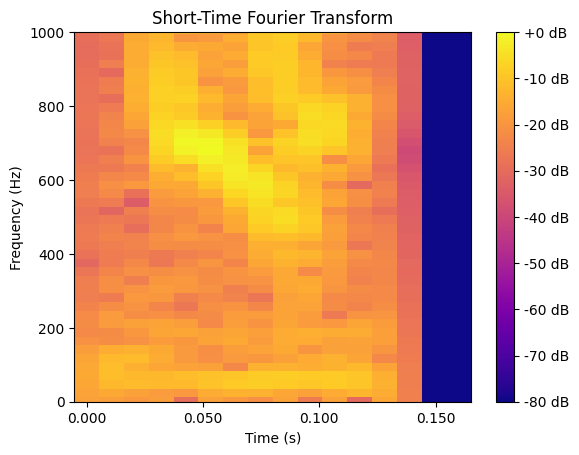 Short-Time Fourier Transform
Frequency (Hz)
1000
800
600
400
200
0
0.000
0.050
0.100
0.150
Time (s)
+0 dB
-10 dB
-20 dB
-30 dB
-40 dB
-50 dB
-60 dB
-70 dB
-80 dB